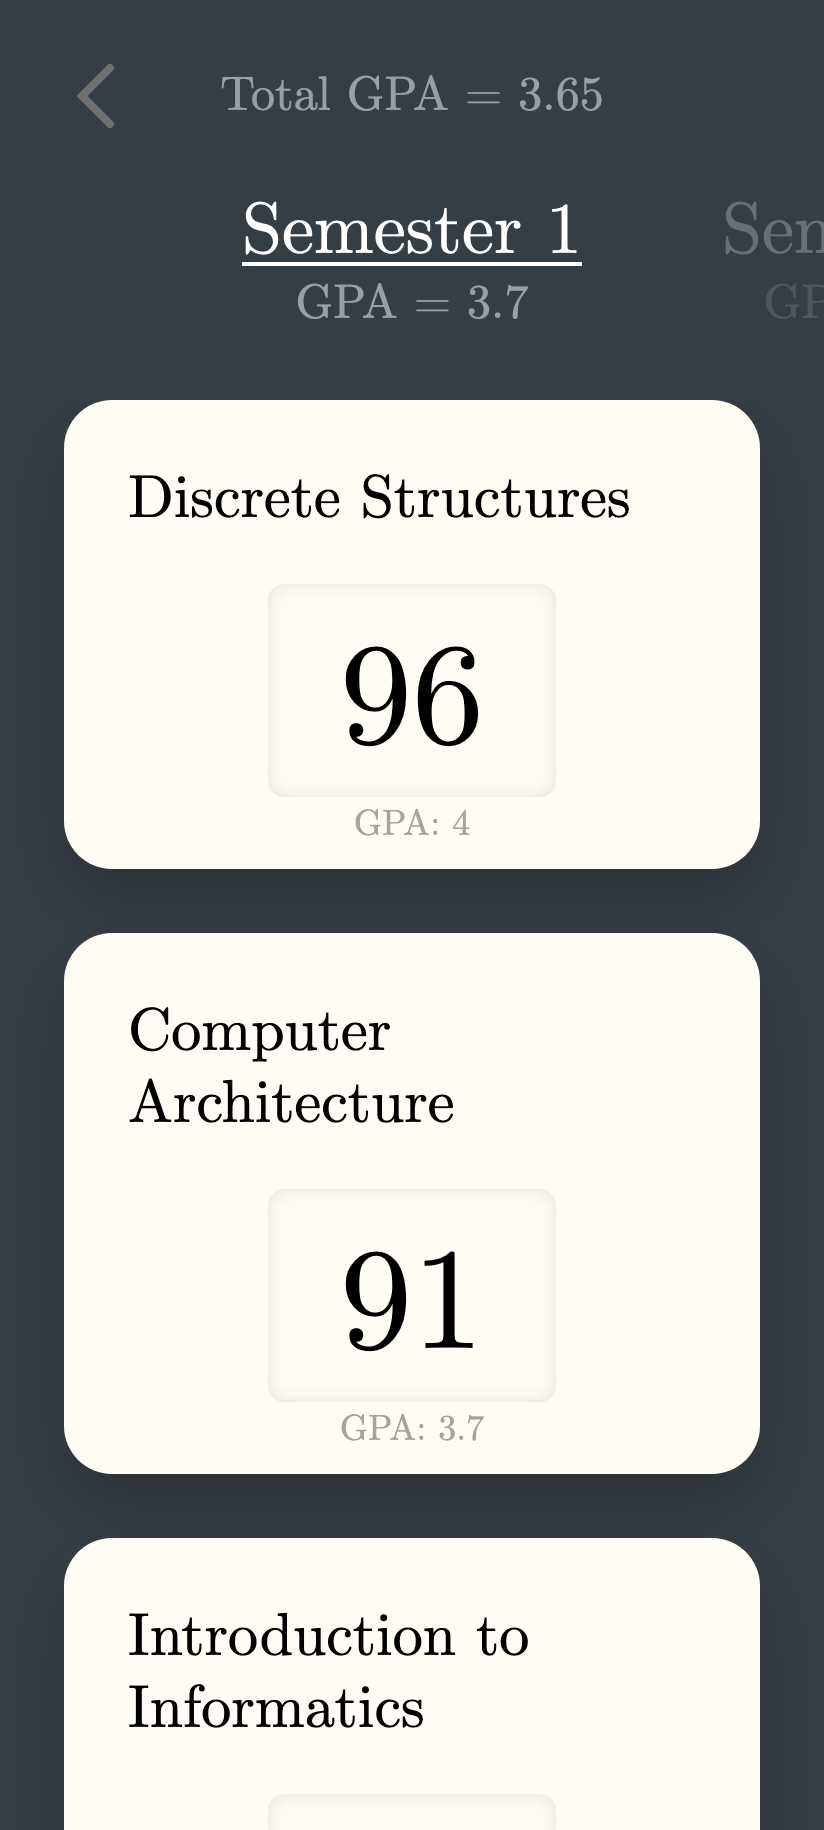 Total GPA = 3.65
Semester 1
GPA = 3.7
Discrete Structures
96
GPA: 4
Computer
Architecture
91
GPA: 3.7
Introduction to
Informatics